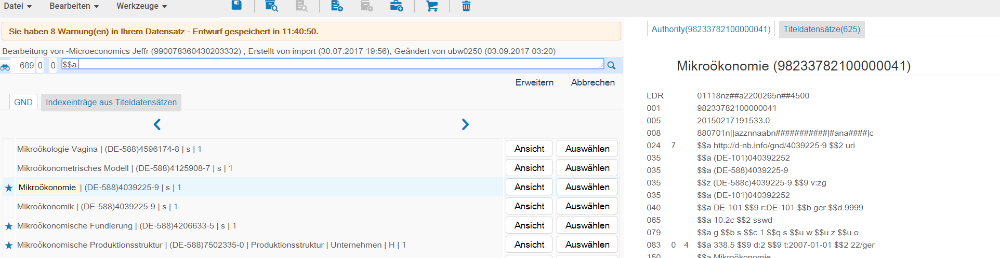 Datei Bearbeiten Werkzeuge
Sie haben 8 Warnung(en) in Ihrem Datensatz - Entwurf gespeichert in 11:40:50.
Bearbeitung von -Microeconomics Jeffr (990078360430203332) , Erstellt von import (30.07.2017 19:56), Geändert von ubw0250 (03.09.2017 03:20)
689 0 0 $$a
Erweitern Abbrechen
GND Indexeinträge aus Titeldatensätzen
Mikroökologie Vagina | (DE-588)4596174-8 | s | 1 Ansicht Auswählen
Mikroökonometrisches Modell | (DE-588)4125908-7 | s | 1 Ansicht Auswählen
Mikroökonomie | (DE-588)4039225-9 | s | 1 Ansicht Auswählen
Mikroökonomik | (DE-588)4039225-9 | s | 1 Ansicht Auswählen
Mikroökonomische Fundierung | (DE-588)4206633-5 | s | 1 Ansicht Auswählen
Mikroökonomische Produktionsstruktur | (DE-588)7502335-0 | Produktionsstruktur | Unternehmen | H | 1 Ansicht Auswählen
Authority(98233782100000041) Titeldatensätze(625)
Mikroökonomie (98233782100000041)
LDR 01118nz##a2200265n##4500
001 98233782100000041
005 20150217191533.0
008 880701n||azznnaabn###########|#ana####|c
024 7 $$a http://d-nb.info/gnd/4039225-9 $$2 uri
035 $$a (DE-101)040392252
035 $$a (DE-588)4039225-9
035 $$z (DE-588c)4039225-9 $$9 v:zg
035 $$a (DE-101)040392252
040 $$a DE-101 $$9 r:DE-101 $$b ger $$d 9999
065 $$a 10.2c $$2 sswd
079 $$a g $$b s $$c 1 $$q s $$u w $$u z $$u o
083 0 4 $$a 338.5 $$9 d:2 $$9 t:2007-01-01 $$2 22/ger
150 $$a Mikroökonomie